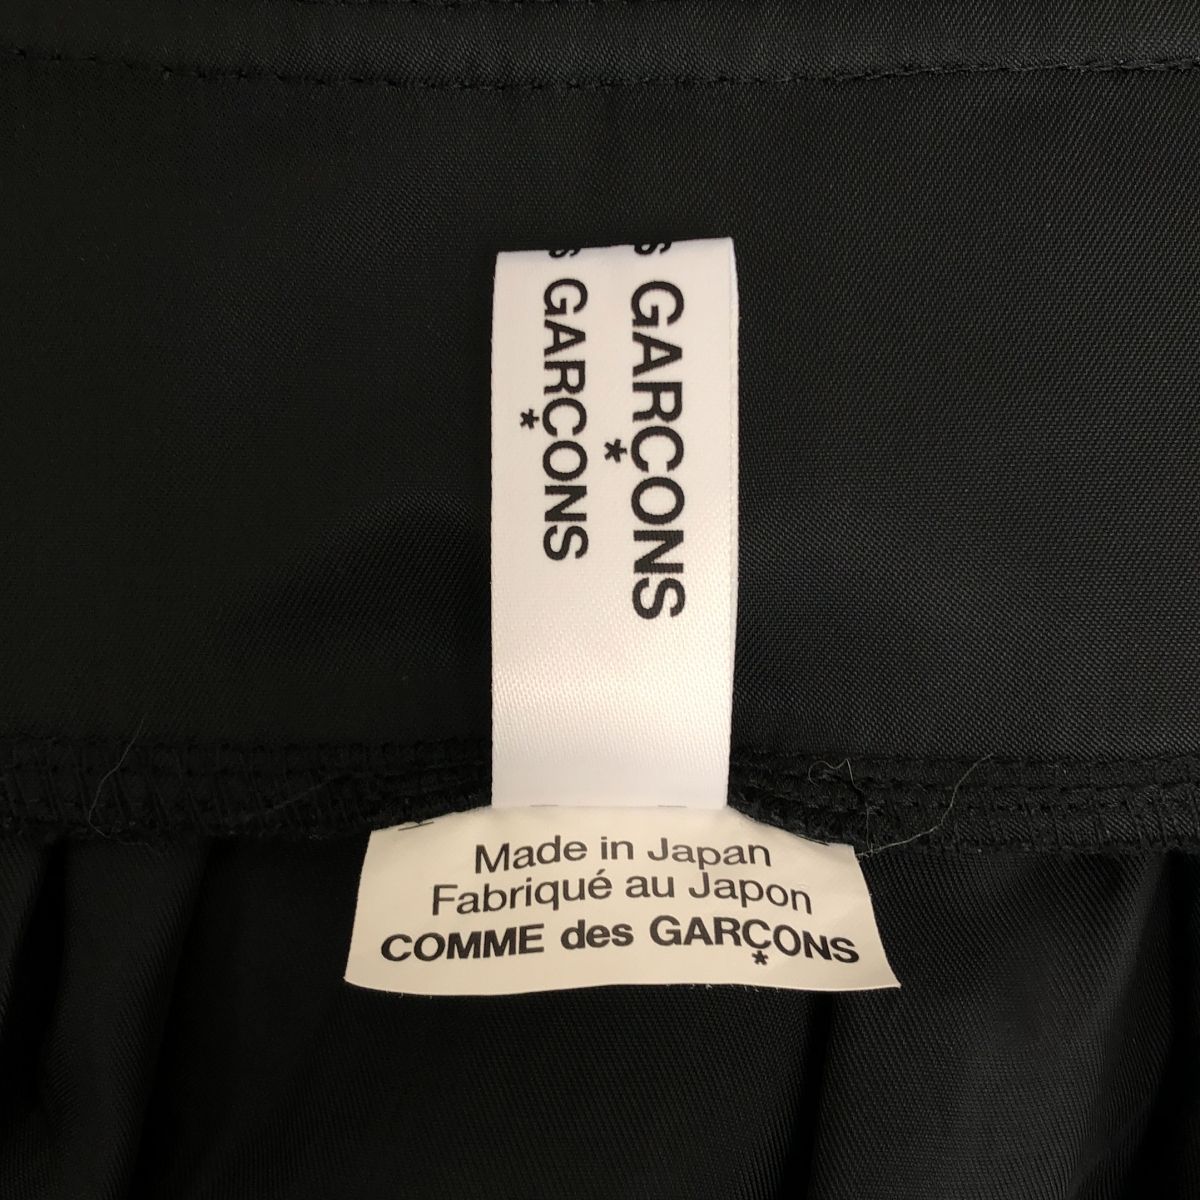 GARÇONS
GARÇONS
Made in Japan
Fabriqué au Japon
COMME des GARÇONS